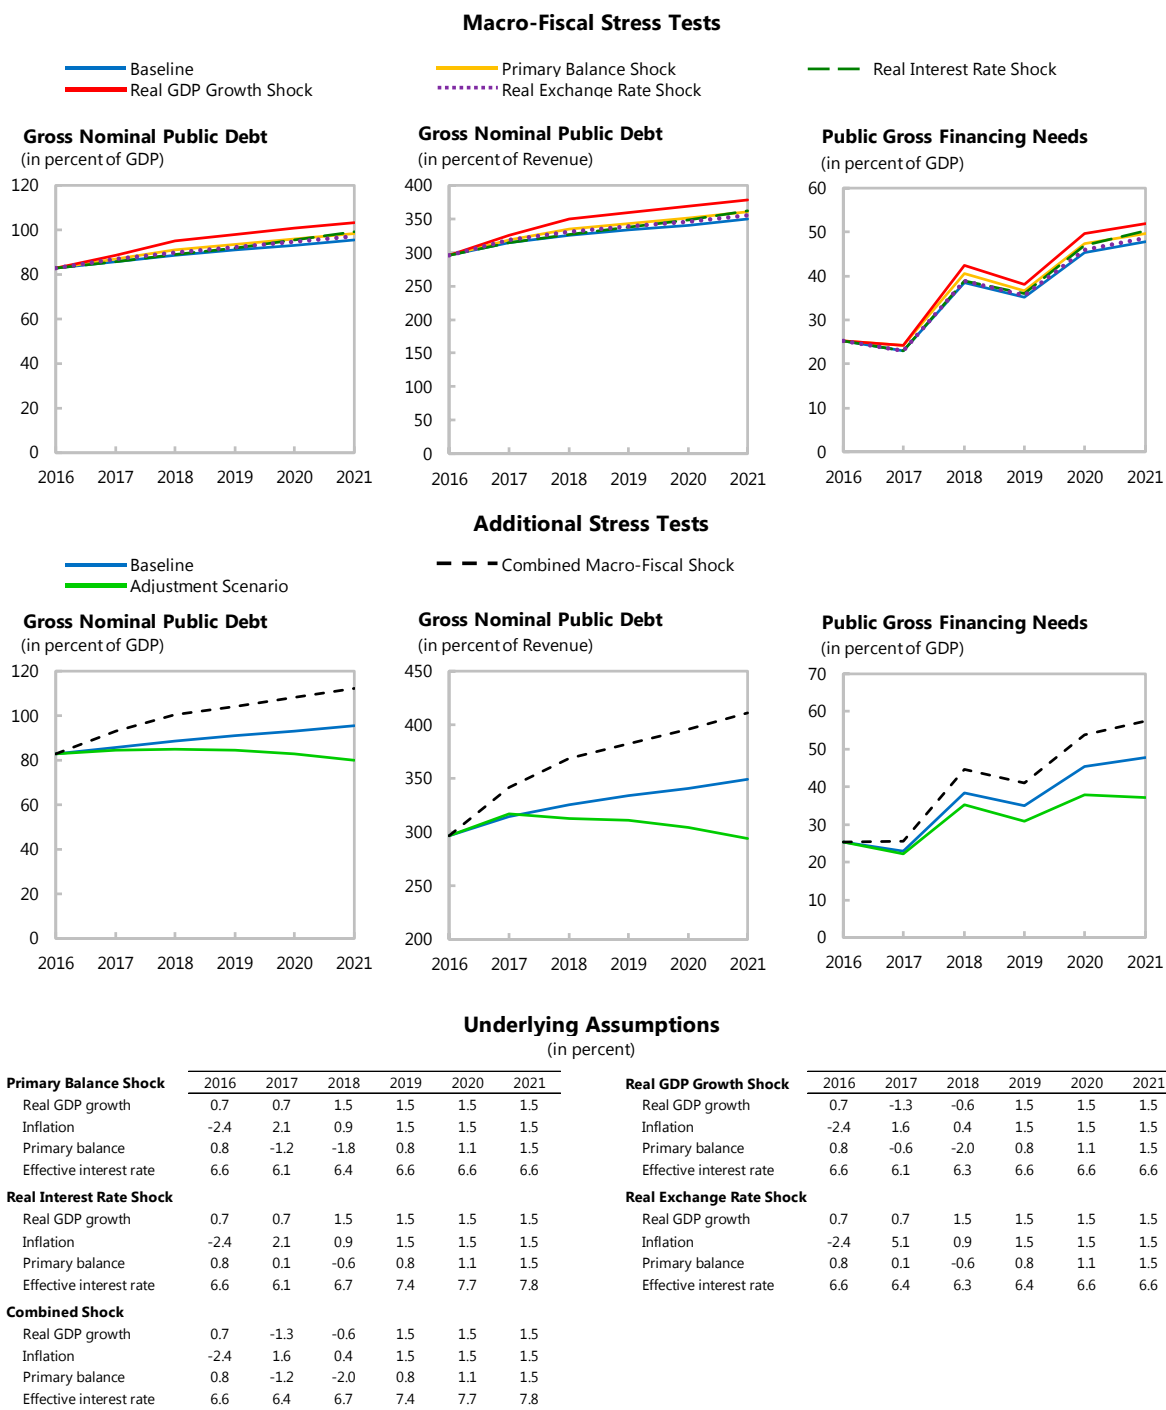 Macro-Fiscal Stress Tests
Baseline
Primary Balance Shock
Real Interest Rate Shock
Real GDP Growth Shock
Real Exchange Rate Shock
Gross Nominal Public Debt
(in percent of GDP)
120
100
80
60
40
20
0
2016 2017 2018 2019 2020 2021
Gross Nominal Public Debt
(in percent of Revenue)
400
350
300
250
200
150
100
50
0
2016 2017 2018 2019 2020 2021
Public Gross Financing Needs
(in percent of GDP)
60
50
40
30
20
10
0
2016 2017 2018 2019 2020 2021
Additional Stress Tests
Baseline
Combined Macro-Fiscal Shock
Adjustment Scenario
Gross Nominal Public Debt
(in percent of GDP)
120
100
80
60
40
20
0
2016 2017 2018 2019 2020 2021
Gross Nominal Public Debt
(in percent of Revenue)
450
400
350
300
250
200
2016 2017 2018 2019 2020 2021
Public Gross Financing Needs
(in percent of GDP)
70
60
50
40
30
20
10
0
2016 2017 2018 2019 2020 2021
Underlying Assumptions
(in percent)
Primary Balance Shock 2016 2017 2018 2019 2020 2021
Real GDP growth 0.7 0.7 1.5 1.5 1.5 1.5
Inflation -2.4 2.1 0.9 1.5 1.5 1.5
Primary balance 0.8 -1.2 -1.8 0.8 1.1 1.5
Effective interest rate 6.6 6.1 6.4 6.6 6.6 6.6
Real Interest Rate Shock
Real GDP growth 0.7 0.7 1.5 1.5 1.5 1.5
Inflation -2.4 2.1 0.9 1.5 1.5 1.5
Primary balance 0.8 0.1 -0.6 0.8 1.1 1.5
Effective interest rate 6.6 6.1 6.7 7.4 7.7 7.8
Combined Shock
Real GDP growth 0.7 -1.3 -0.6 1.5 1.5 1.5
Inflation -2.4 1.6 0.4 1.5 1.5 1.5
Primary balance 0.8 -1.2 -2.0 0.8 1.1 1.5
Effective interest rate 6.6 6.4 6.7 7.4 7.7 7.8
Real GDP Growth Shock 2016 2017 2018 2019 2020 2021
Real GDP growth 0.7 -1.3 -0.6 1.5 1.5 1.5
Inflation -2.4 1.6 0.4 1.5 1.5 1.5
Primary balance 0.8 -0.6 -2.0 0.8 1.1 1.5
Effective interest rate 6.6 6.1 6.3 6.6 6.6 6.6
Real Exchange Rate Shock
Real GDP growth 0.7 0.7 1.5 1.5 1.5 1.5
Inflation -2.4 5.1 0.9 1.5 1.5 1.5
Primary balance 0.8 0.1 -0.6 0.8 1.1 1.5
Effective interest rate 6.6 6.4 6.3 6.4 6.6 6.6